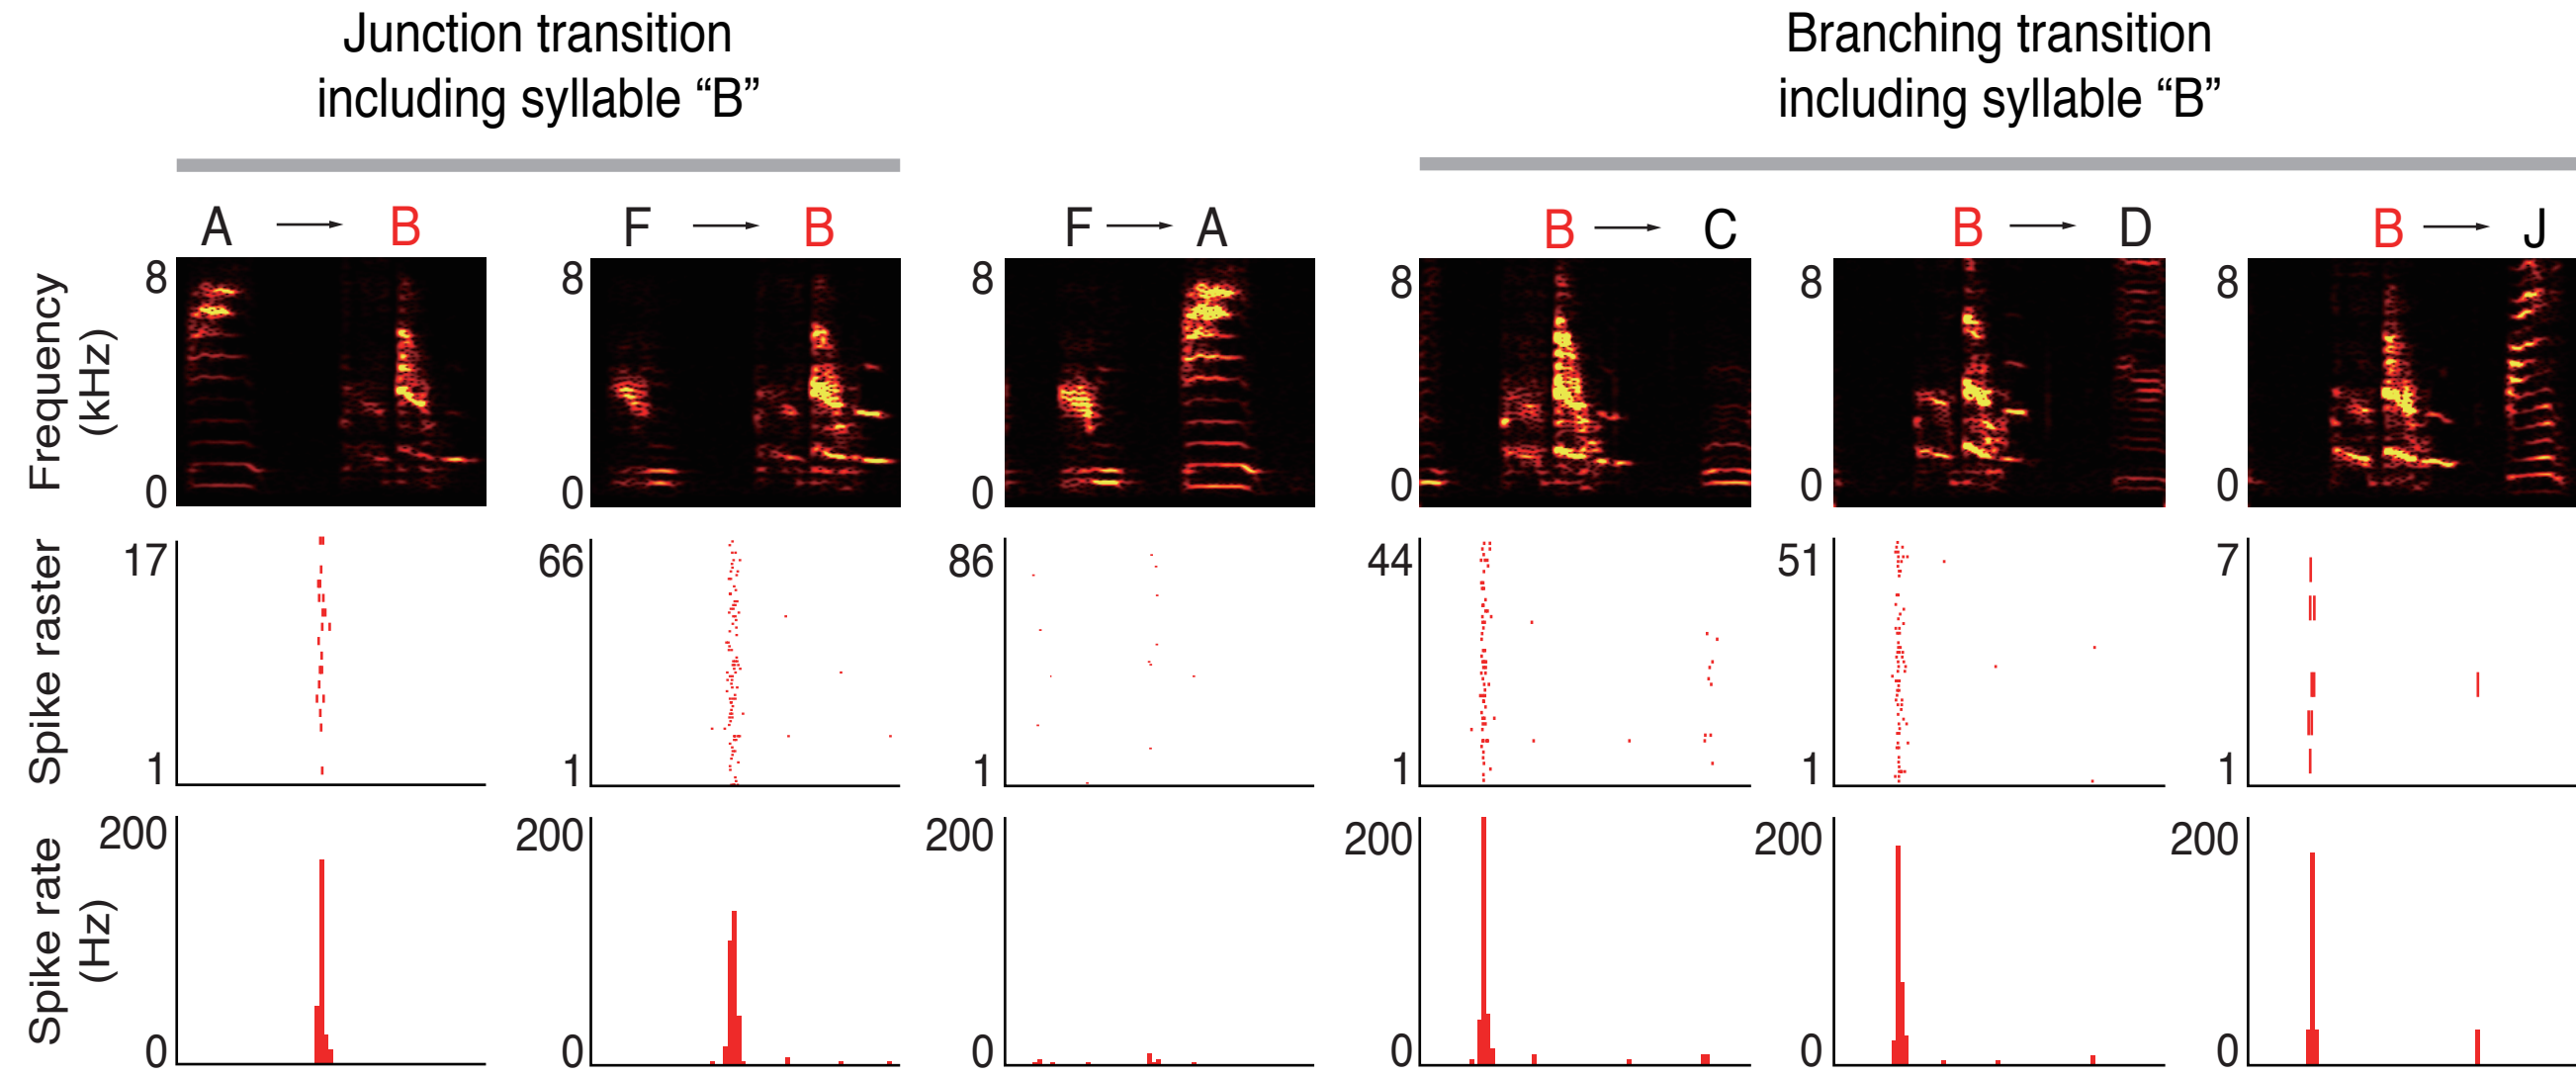 Junction transition
including syllable “B”
Branching transition
including syllable “B”
A → B
F → B
F → A
B → C
B → D
B → J
Frequency
(kHz)
8
0
8
0
8
0
8
0
8
0
8
0
Spike raster
17
1
66
1
86
1
44
1
51
1
7
1
Spike rate
(Hz)
200
0
200
0
200
0
200
0
200
0
200
0